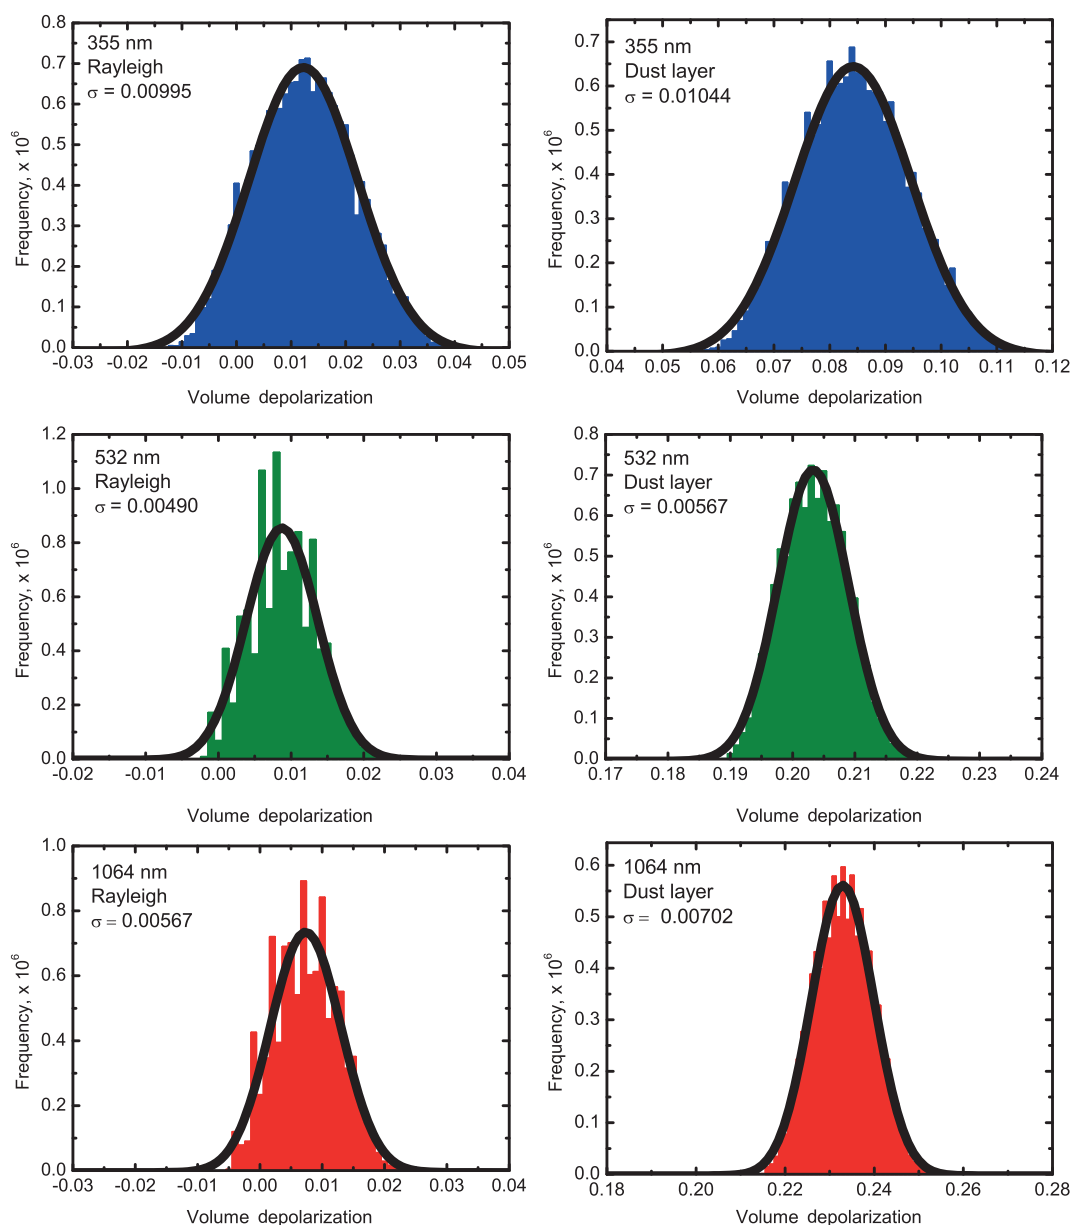 355 nm
Rayleigh
σ = 0.00995
0.8
0.7
0.6
0.5
0.4
0.3
0.2
0.1
0.0
Frequency, x 10⁶
-0.03 -0.02 -0.01 0.00 0.01 0.02 0.03 0.04 0.05
Volume depolarization
355 nm
Dust layer
σ = 0.01044
0.7
0.6
0.5
0.4
0.3
0.2
0.1
0.0
Frequency, x 10⁶
0.04 0.05 0.06 0.07 0.08 0.09 0.10 0.11 0.12
Volume depolarization
532 nm
Rayleigh
σ = 0.00490
1.2
1.0
0.8
0.6
0.4
0.2
0.0
Frequency, x 10⁶
-0.02 -0.01 0.00 0.01 0.02 0.03 0.04
Volume depolarization
532 nm
Dust layer
σ = 0.00567
0.8
0.7
0.6
0.5
0.4
0.3
0.2
0.1
0.0
Frequency, x 10⁶
0.17 0.18 0.19 0.20 0.21 0.22 0.23 0.24
Volume depolarization
1064 nm
Rayleigh
σ = 0.00567
1.0
0.8
0.6
0.4
0.2
0.0
Frequency, x 10⁶
-0.03 -0.02 -0.01 0.00 0.01 0.02 0.03 0.04
Volume depolarization
1064 nm
Dust layer
σ = 0.00702
0.6
0.5
0.4
0.3
0.2
0.1
0.0
Frequency, x 10⁶
0.18 0.20 0.22 0.24 0.26 0.28
Volume depolarization